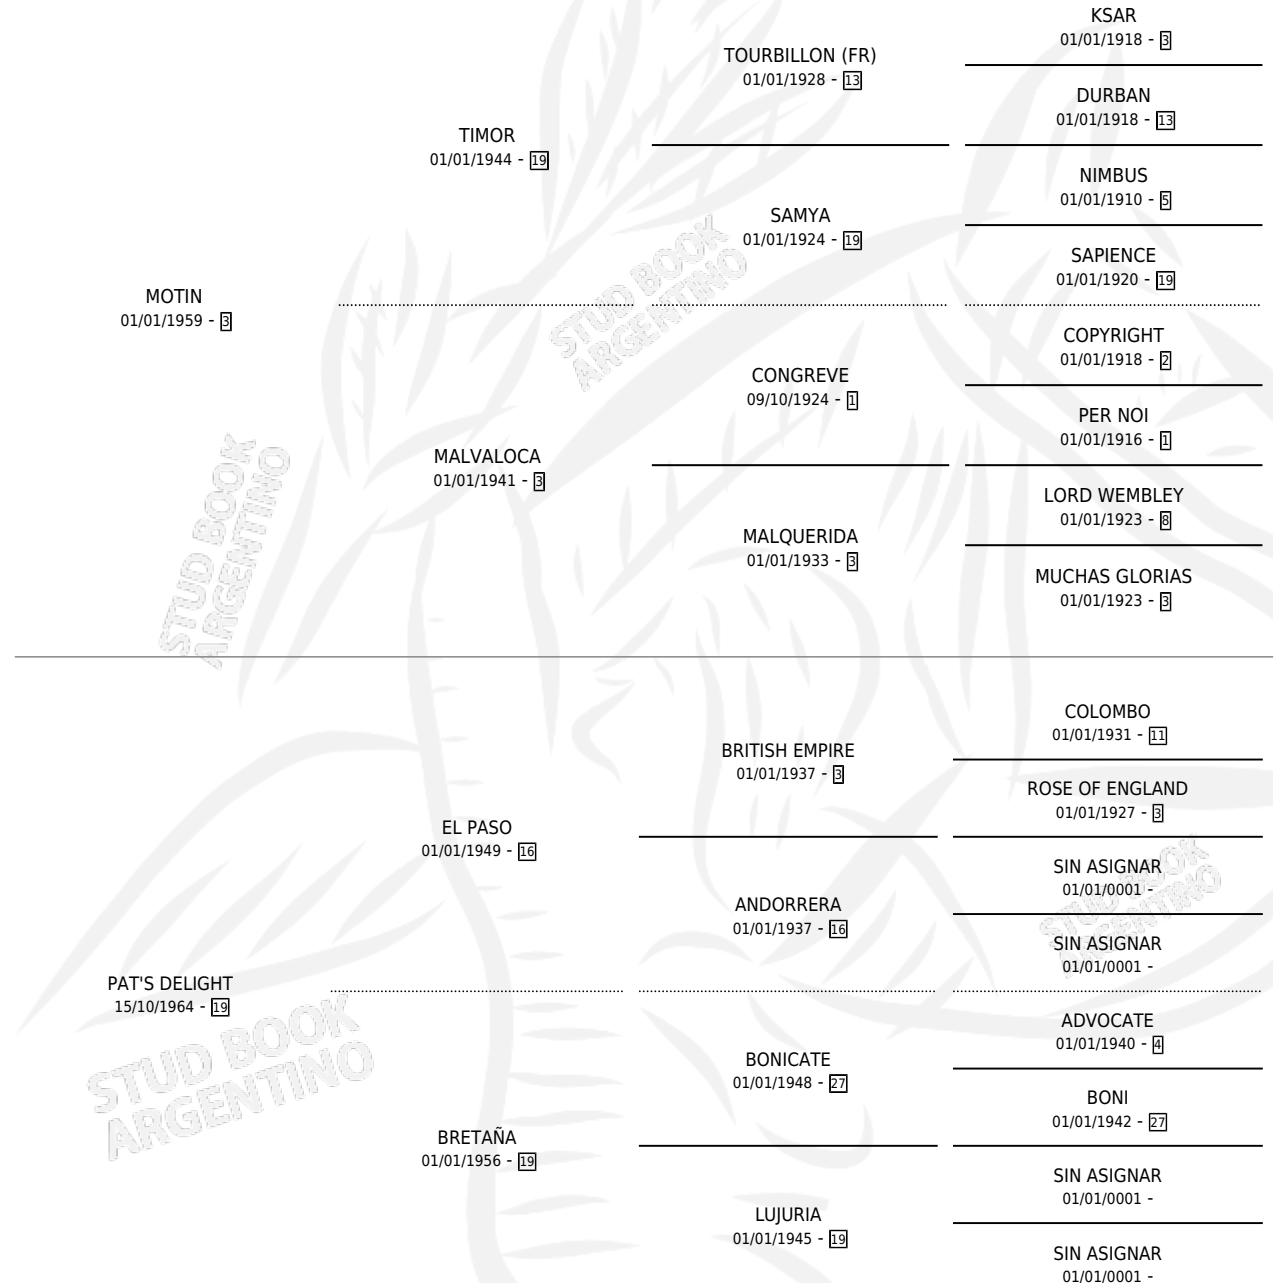 KSAR
01/01/1918 - 3
TOURBILLON (FR)
01/01/1928 - 13
DURBAN
01/01/1918 - 13
TIMOR
01/01/1944 - 19
NIMBUS
01/01/1910 - 5
SAMYA
01/01/1924 - 19
SAPIENCE
01/01/1920 - 19
MOTIN
01/01/1959 - 3
COPYRIGHT
01/01/1918 - 2
CONGREVE
09/10/1924 - 1
PER NOI
01/01/1916 - 1
MALVALOCA
01/01/1941 - 3
LORD WEMBLEY
01/01/1923 - 8
MALQUERIDA
01/01/1933 - 3
MUCHAS GLORIAS
01/01/1923 - 3
STUD BOOK
ARGENTINO
STUD BOOK
ARGENTINO
COLOMBO
01/01/1931 - 11
BRITISH EMPIRE
01/01/1937 - 3
ROSE OF ENGLAND
01/01/1927 - 3
EL PASO
01/01/1949 - 16
SIN ASIGNAR
01/01/0001 -
ANDORRERA
01/01/1937 - 16
SIN ASIGNAR
01/01/0001 -
STUD BOOK
ARGENTINO
PAT'S DELIGHT
15/10/1964 - 19
ADVOCATE
01/01/1940 - 4
BONICATE
01/01/1948 - 27
BONI
01/01/1942 - 27
STUD BOOK
ARGENTINO
BRETAÑA
01/01/1956 - 19
SIN ASIGNAR
01/01/0001 -
LUJURIA
01/01/1945 - 19
SIN ASIGNAR
01/01/0001 -